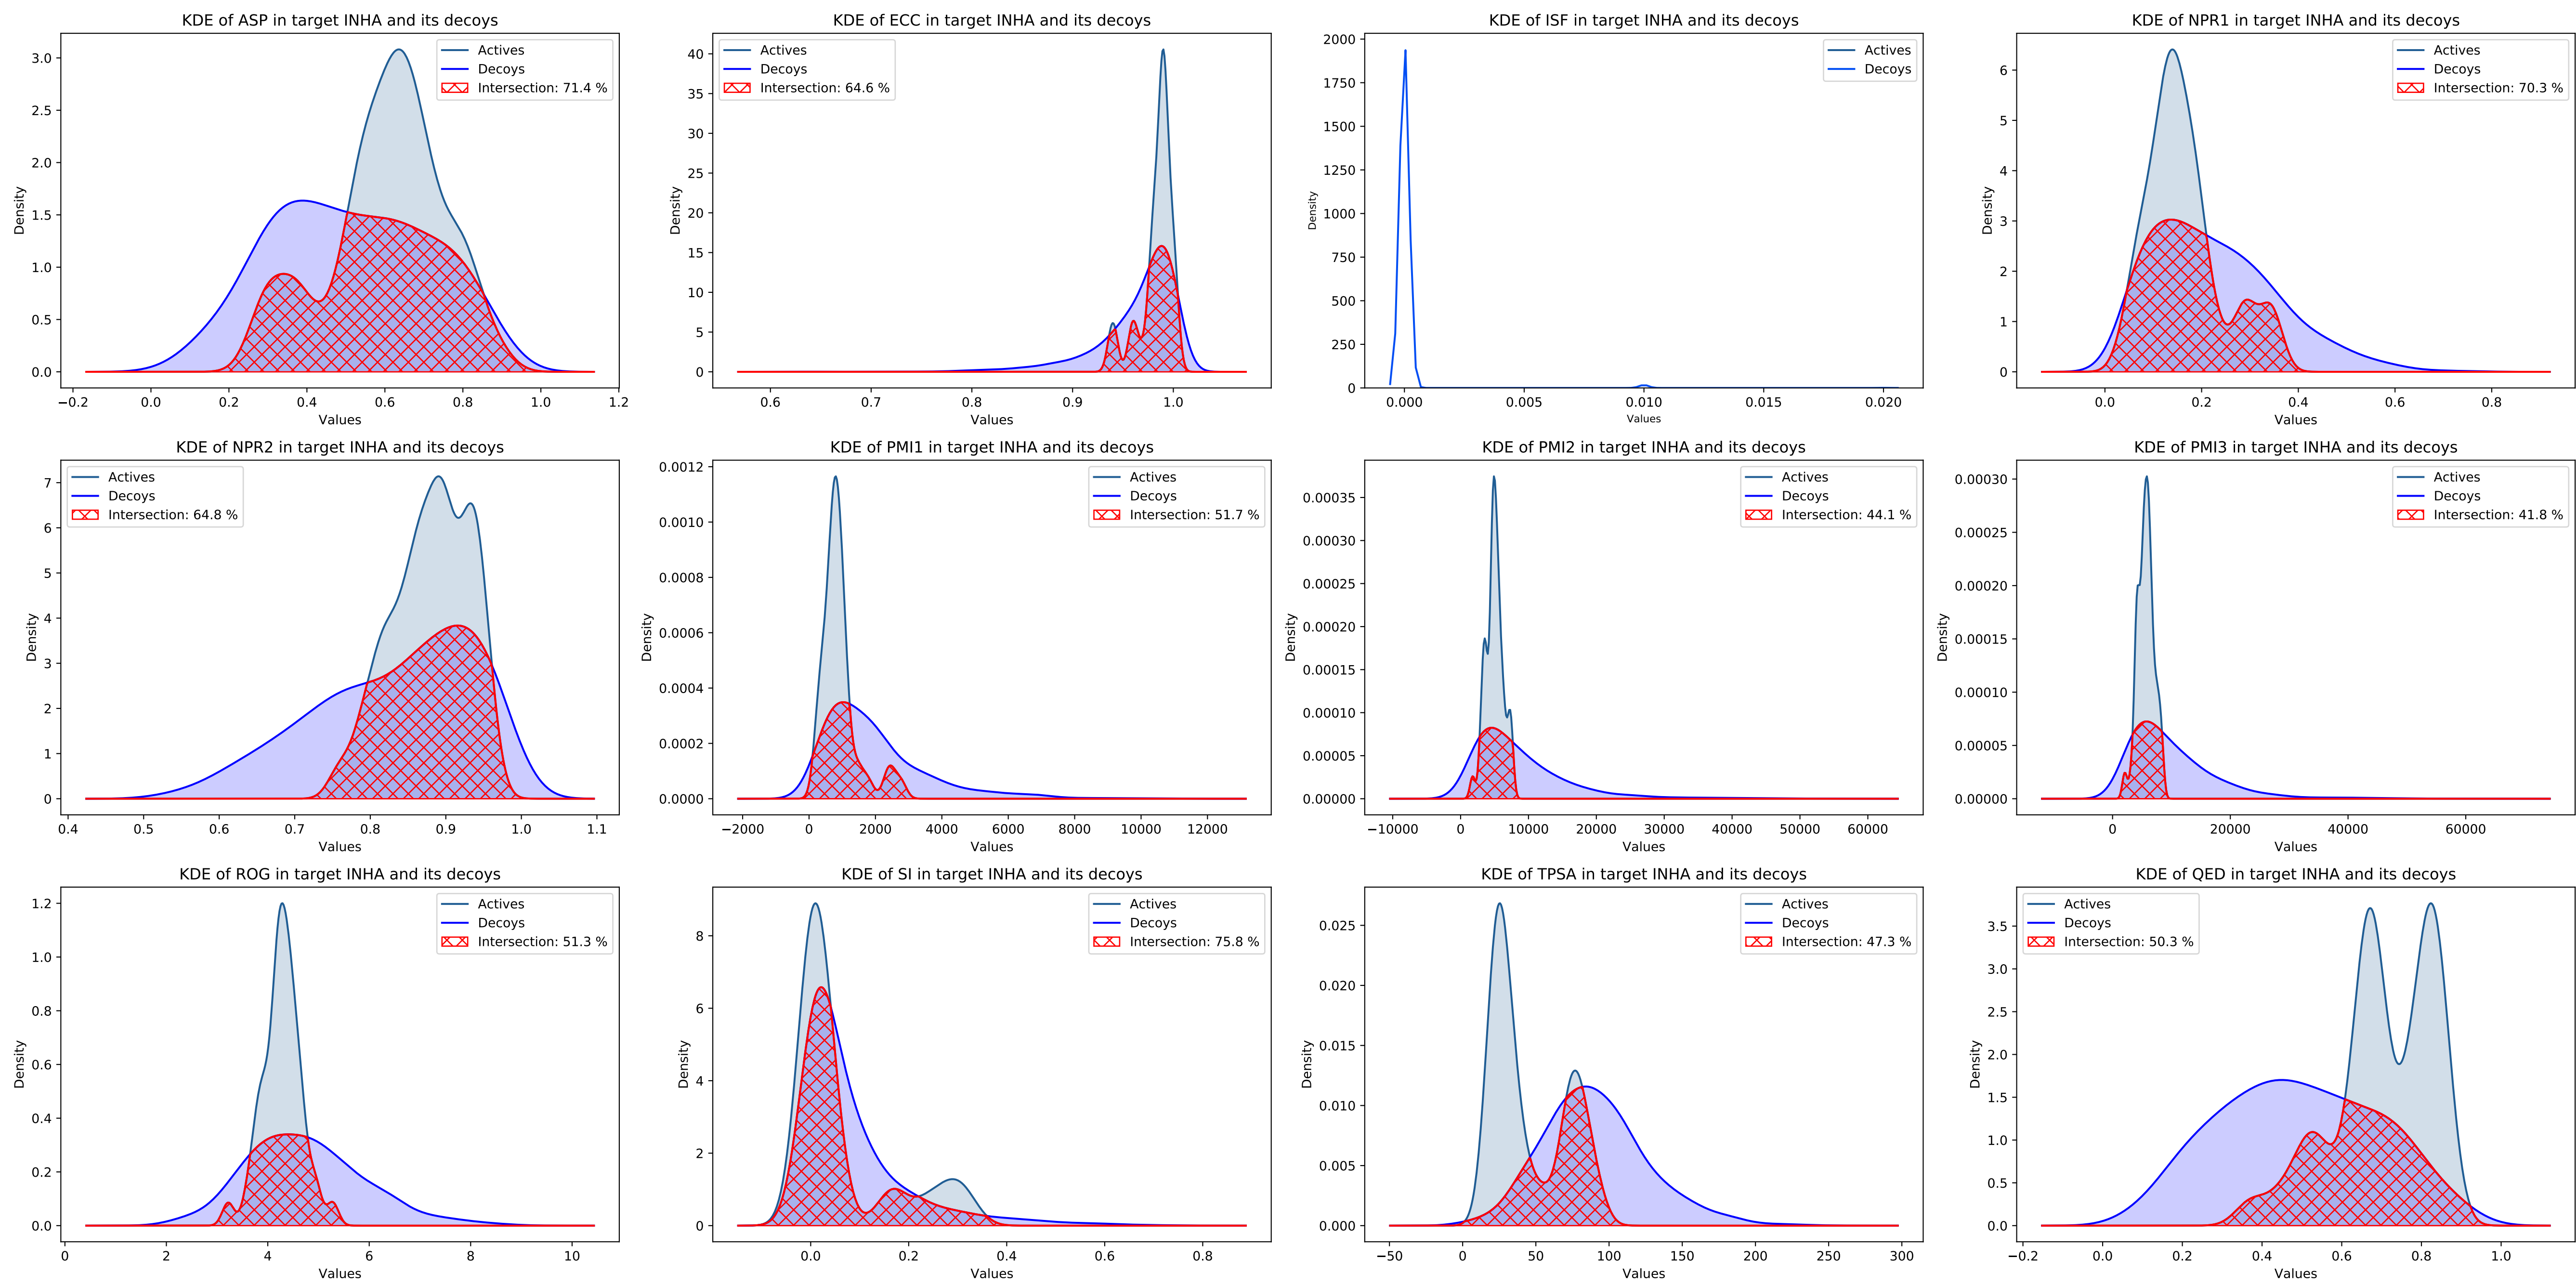 KDE of ASP in target INHA and its decoys
Actives
Decoys
Intersection: 71.4 %
Density
3.0
2.5
2.0
1.5
1.0
0.5
0.0
−0.2 0.0 0.2 0.4 0.6 0.8 1.0 1.2
Values
KDE of ECC in target INHA and its decoys
Actives
Decoys
Intersection: 64.6 %
Density
40
35
30
25
20
15
10
5
0
0.6 0.7 0.8 0.9 1.0
Values
KDE of ISF in target INHA and its decoys
Actives
Decoys
Density
2000
1750
1500
1250
1000
750
500
250
0
0.000 0.005 0.010 0.015 0.020
Values
KDE of NPR1 in target INHA and its decoys
Actives
Decoys
Intersection: 70.3 %
Density
6
5
4
3
2
1
0
0.0 0.2 0.4 0.6 0.8
Values
KDE of NPR2 in target INHA and its decoys
Actives
Decoys
Intersection: 64.8 %
Density
7
6
5
4
3
2
1
0
0.4 0.5 0.6 0.7 0.8 0.9 1.0 1.1
Values
KDE of PMI1 in target INHA and its decoys
Actives
Decoys
Intersection: 51.7 %
Density
0.0012
0.0010
0.0008
0.0006
0.0004
0.0002
0.0000
−2000 0 2000 4000 6000 8000 10000 12000
Values
KDE of PMI2 in target INHA and its decoys
Actives
Decoys
Intersection: 44.1 %
Density
0.00035
0.00030
0.00025
0.00020
0.00015
0.00010
0.00005
0.00000
−10000 0 10000 20000 30000 40000 50000 60000
Values
KDE of PMI3 in target INHA and its decoys
Actives
Decoys
Intersection: 41.8 %
Density
0.00030
0.00025
0.00020
0.00015
0.00010
0.00005
0.00000
0 20000 40000 60000
Values
KDE of ROG in target INHA and its decoys
Actives
Decoys
Intersection: 51.3 %
Density
1.2
1.0
0.8
0.6
0.4
0.2
0.0
0 2 4 6 8 10
Values
KDE of SI in target INHA and its decoys
Actives
Decoys
Intersection: 75.8 %
Density
8
6
4
2
0
0.0 0.2 0.4 0.6 0.8
Values
KDE of TPSA in target INHA and its decoys
Actives
Decoys
Intersection: 47.3 %
Density
0.025
0.020
0.015
0.010
0.005
0.000
−50 0 50 100 150 200 250 300
Values
KDE of QED in target INHA and its decoys
Actives
Decoys
Intersection: 50.3 %
Density
3.5
3.0
2.5
2.0
1.5
1.0
0.5
0.0
−0.2 0.0 0.2 0.4 0.6 0.8 1.0
Values